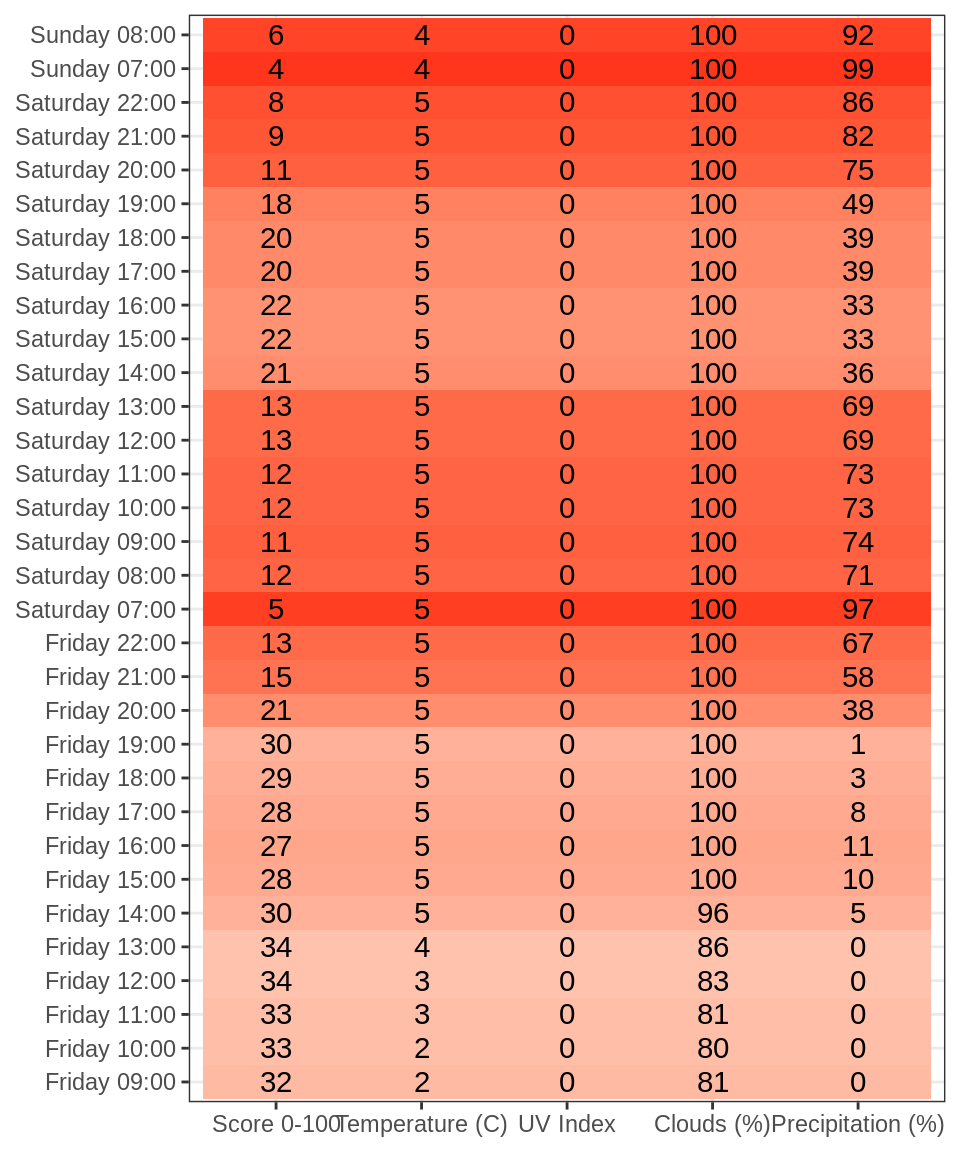 Sunday 08:00 6 4 0 100 92
Sunday 07:00 4 4 0 100 99
Saturday 22:00 8 5 0 100 86
Saturday 21:00 9 5 0 100 82
Saturday 20:00 11 5 0 100 75
Saturday 19:00 18 5 0 100 49
Saturday 18:00 20 5 0 100 39
Saturday 17:00 20 5 0 100 39
Saturday 16:00 22 5 0 100 33
Saturday 15:00 22 5 0 100 33
Saturday 14:00 21 5 0 100 36
Saturday 13:00 13 5 0 100 69
Saturday 12:00 13 5 0 100 69
Saturday 11:00 12 5 0 100 73
Saturday 10:00 12 5 0 100 73
Saturday 09:00 11 5 0 100 74
Saturday 08:00 12 5 0 100 71
Saturday 07:00 5 5 0 100 97
Friday 22:00 13 5 0 100 67
Friday 21:00 15 5 0 100 58
Friday 20:00 21 5 0 100 38
Friday 19:00 30 5 0 100 1
Friday 18:00 29 5 0 100 3
Friday 17:00 28 5 0 100 8
Friday 16:00 27 5 0 100 11
Friday 15:00 28 5 0 100 10
Friday 14:00 30 5 0 96 5
Friday 13:00 34 4 0 86 0
Friday 12:00 34 3 0 83 0
Friday 11:00 33 3 0 81 0
Friday 10:00 33 2 0 80 0
Friday 09:00 32 2 0 81 0
Score 0-100 Temperature (C) UV Index Clouds (%) Precipitation (%)